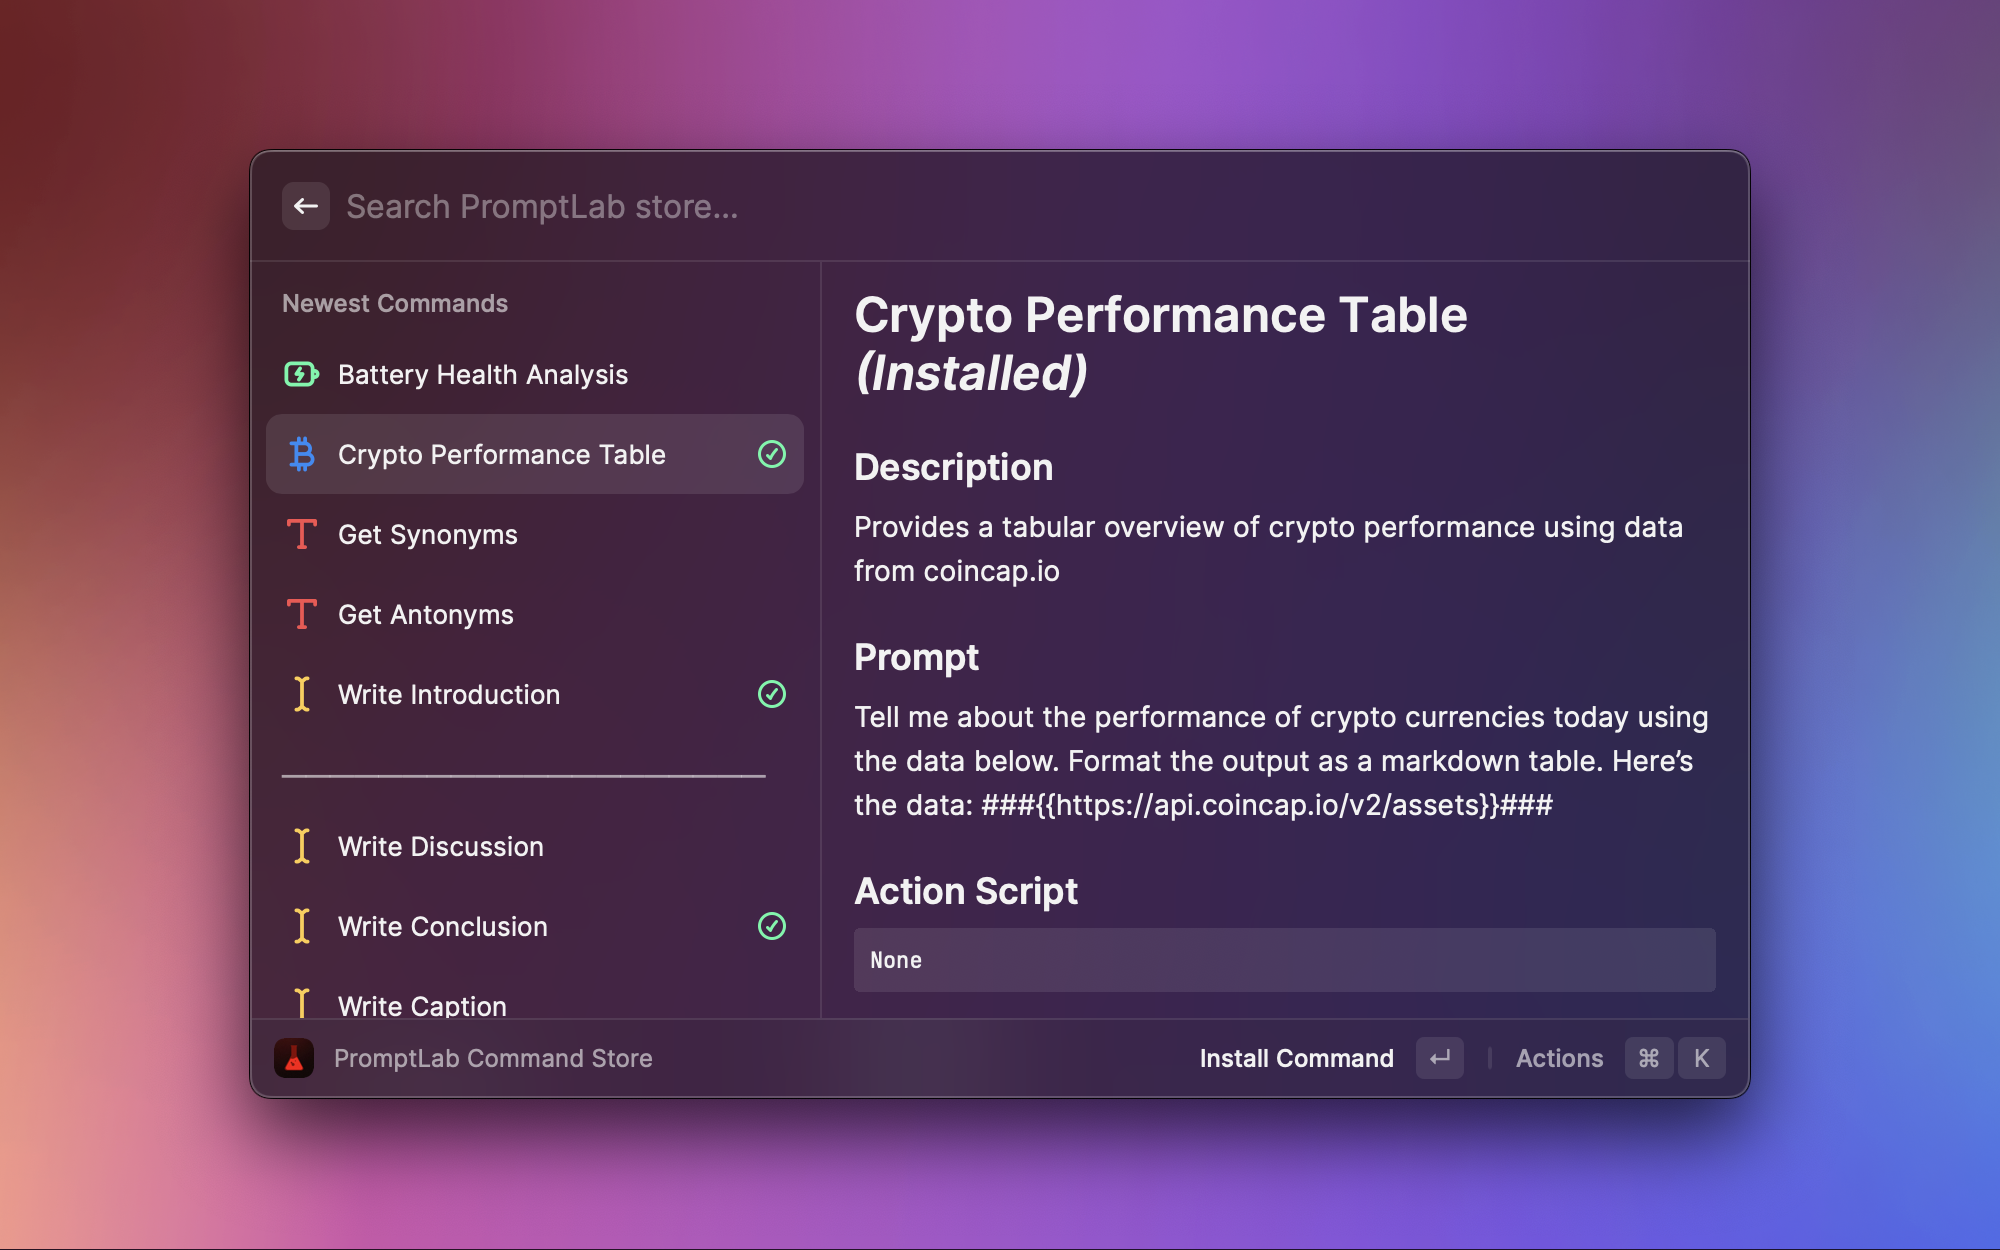 Search PromptLab store...
Newest Commands
Battery Health Analysis
Crypto Performance Table
Get Synonyms
Get Antonyms
Write Introduction
Write Discussion
Write Conclusion
Write Caption
Crypto Performance Table
(Installed)
Description
Provides a tabular overview of crypto performance using data
from coincap.io
Prompt
Tell me about the performance of crypto currencies today using
the data below. Format the output as a markdown table. Here’s
the data: ###{{https://api.coincap.io/v2/assets}}###
Action Script
None
PromptLab Command Store
Install Command ↵ | Actions ⌘ K